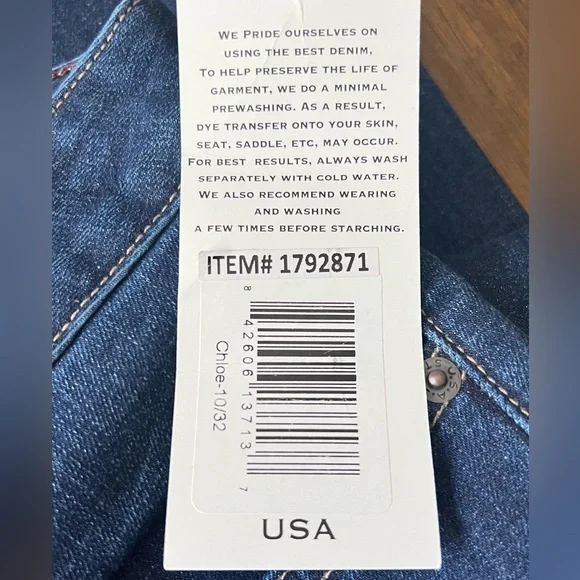 WE PRIDE OURSELVES ON
USING THE BEST DENIM,
TO HELP PRESERVE THE LIFE OF
GARMENT, WE DO A MINIMAL
PREWASHING. AS A RESULT,
DYE TRANSFER ONTO YOUR SKIN,
SEAT, SADDLE, ETC, MAY OCCUR.
FOR BEST RESULTS, ALWAYS WASH
SEPARATELY WITH COLD WATER.
WE ALSO RECOMMEND WEARING
AND WASHING
A FEW TIMES BEFORE STARCHING.
ITEM# 1792871
8 42606 13713 7
Chloe-10/32
USA